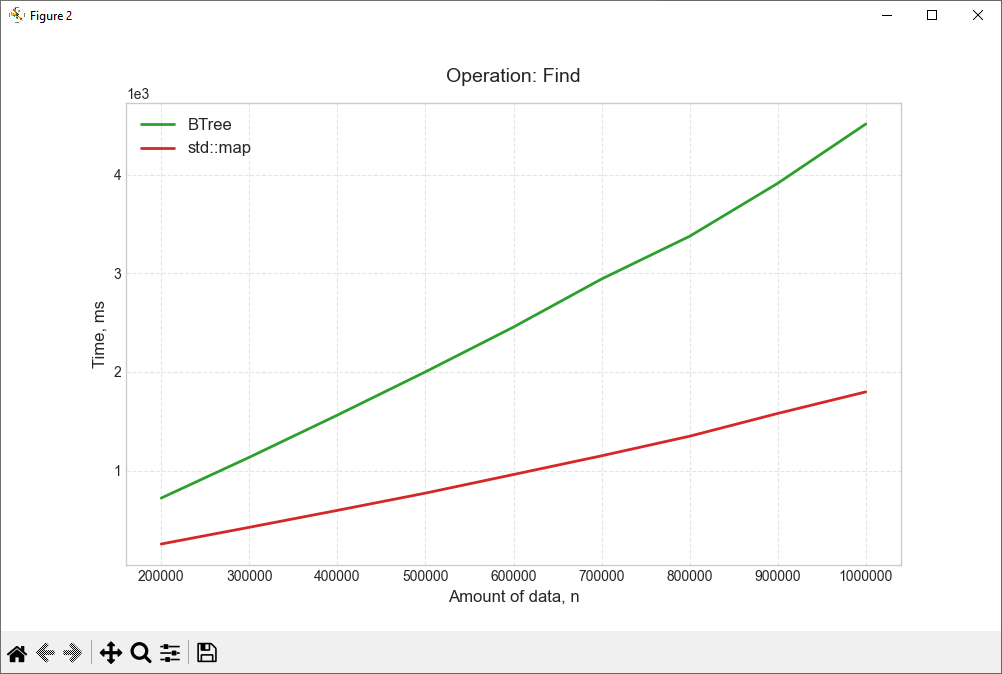 Figure 2
Operation: Find
1e3
BTree
std::map
4
3
2
1
Time, ms
200000 300000 400000 500000 600000 700000 800000 900000 1000000
Amount of data, n